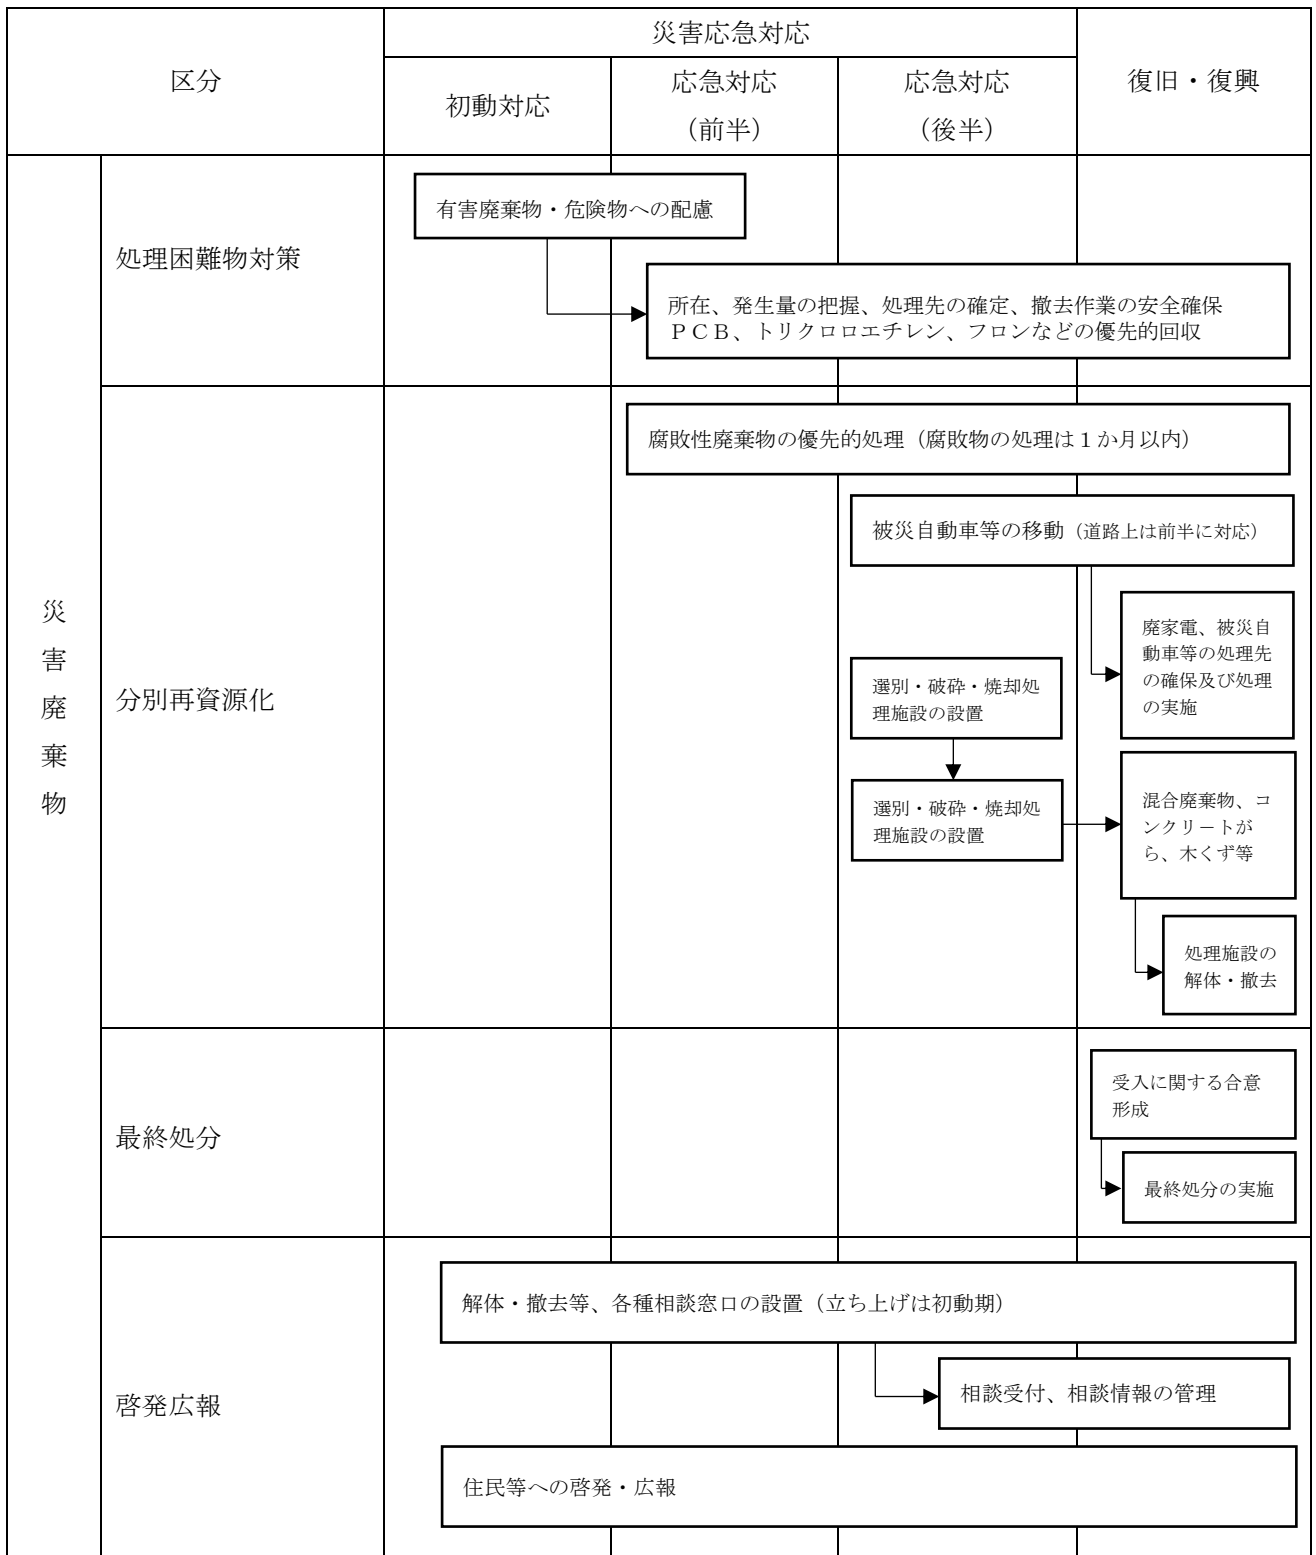 区分
災害応急対応
初動対応
応急対応
（前半）
応急対応
（後半）
復旧・復興
災害廃棄物
処理困難物対策
有害廃棄物・危険物への配慮
所在、発生量の把握、処理先の確定、撤去作業の安全確保
ＰＣＢ、トリクロロエチレン、フロンなどの優先的回収
分別再資源化
腐敗性廃棄物の優先的処理（腐敗物の処理は１か月以内）
被災自動車等の移動（道路上は前半に対応）
廃家電、被災自
動車等の処理先
の確保及び処理
の実施
選別・破砕・焼却処
理施設の設置
選別・破砕・焼却処
理施設の設置
混合廃棄物、コ
ンクリ－トが
ら、木くず等
処理施設の
解体・撤去
最終処分
受入に関する合意
形成
最終処分の実施
啓発広報
解体・撤去等、各種相談窓口の設置（立ち上げは初動期）
相談受付、相談情報の管理
住民等への啓発・広報